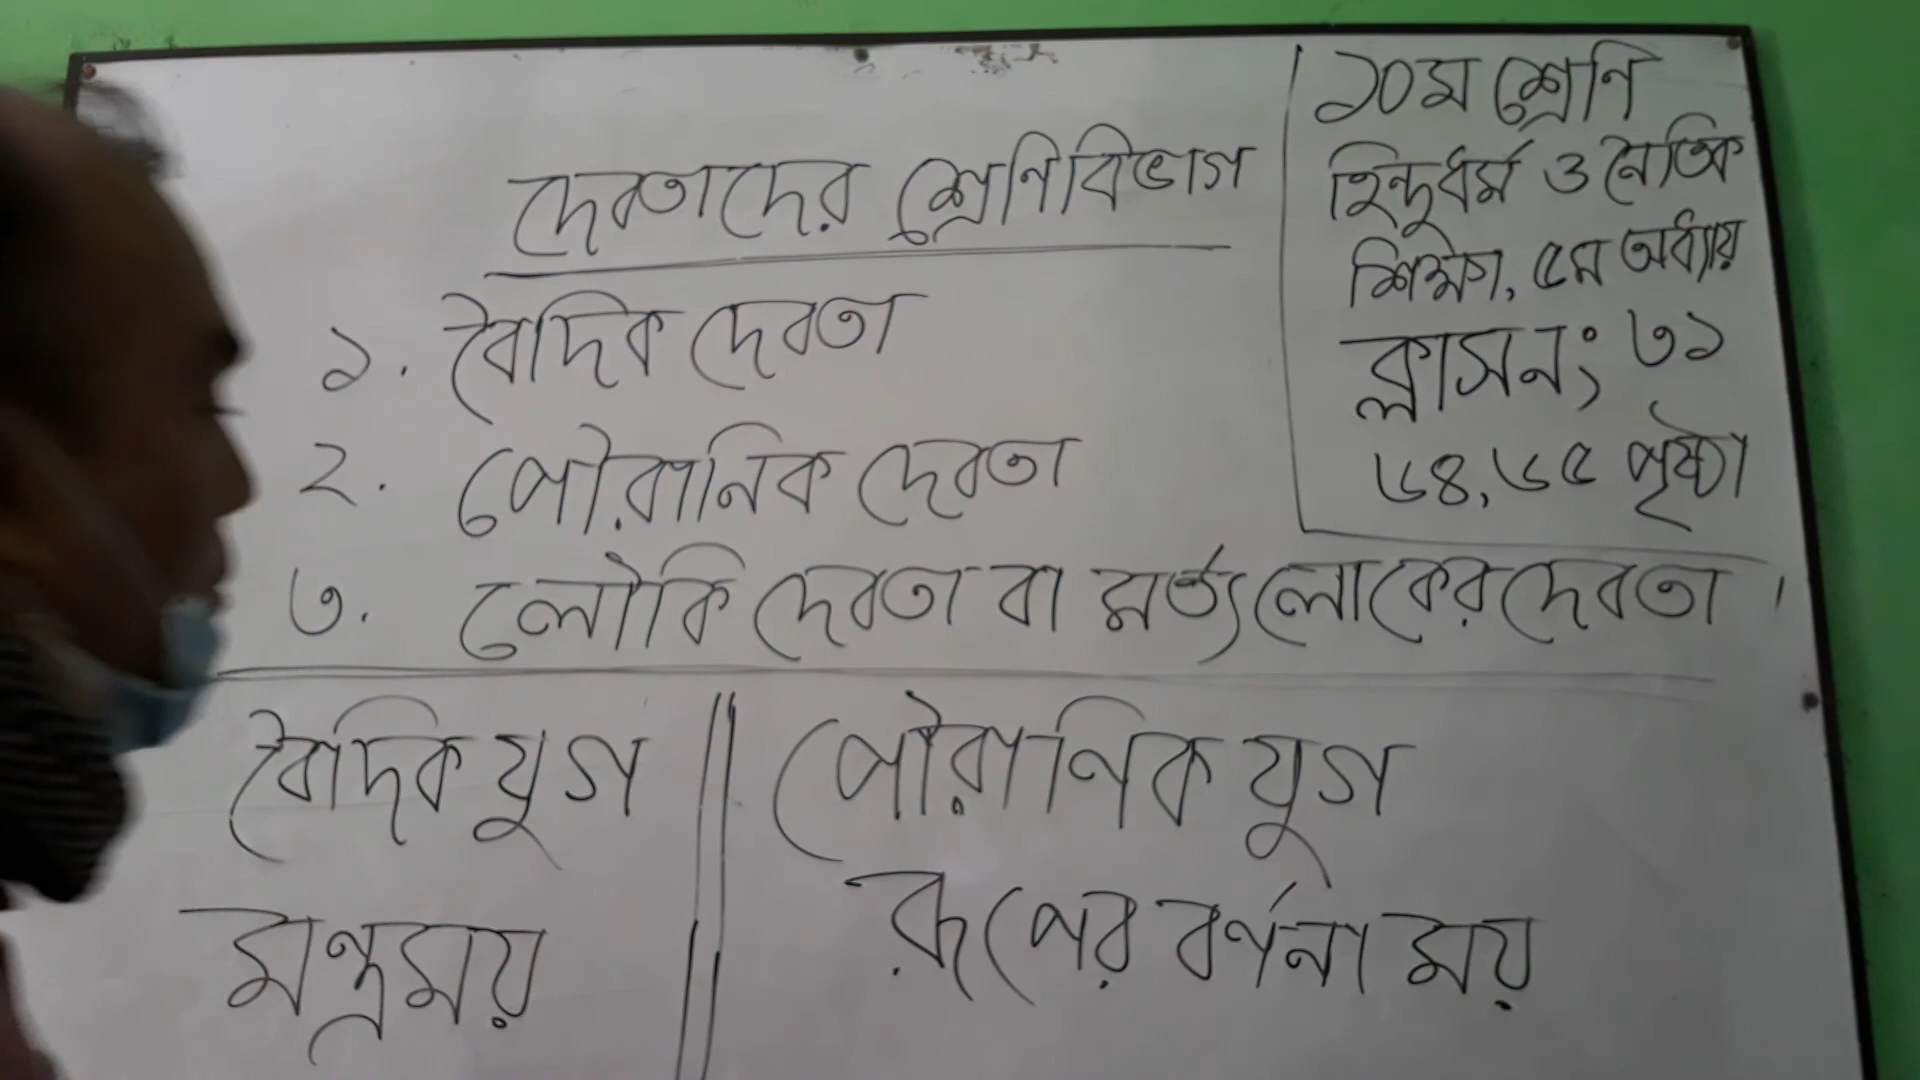 ১০ম শ্রেণি
হিন্দুধর্ম ও নৈতিক
শিক্ষা, ৫ম অধ্যায়
ক্লাস নং ৩১
৬৪, ৬৫ পৃষ্ঠা
দেবতাদের শ্রেণিবিভাগ
১. বৈদিক দেবতা
২. পৌরানিক দেবতা
৩. লৌকি দেবতা বা মর্ত্যলোকের দেবতা।
বৈদিক যুগ || পৌরাণিক যুগ
মন্ত্রময় || রূপের বর্ণনাময়